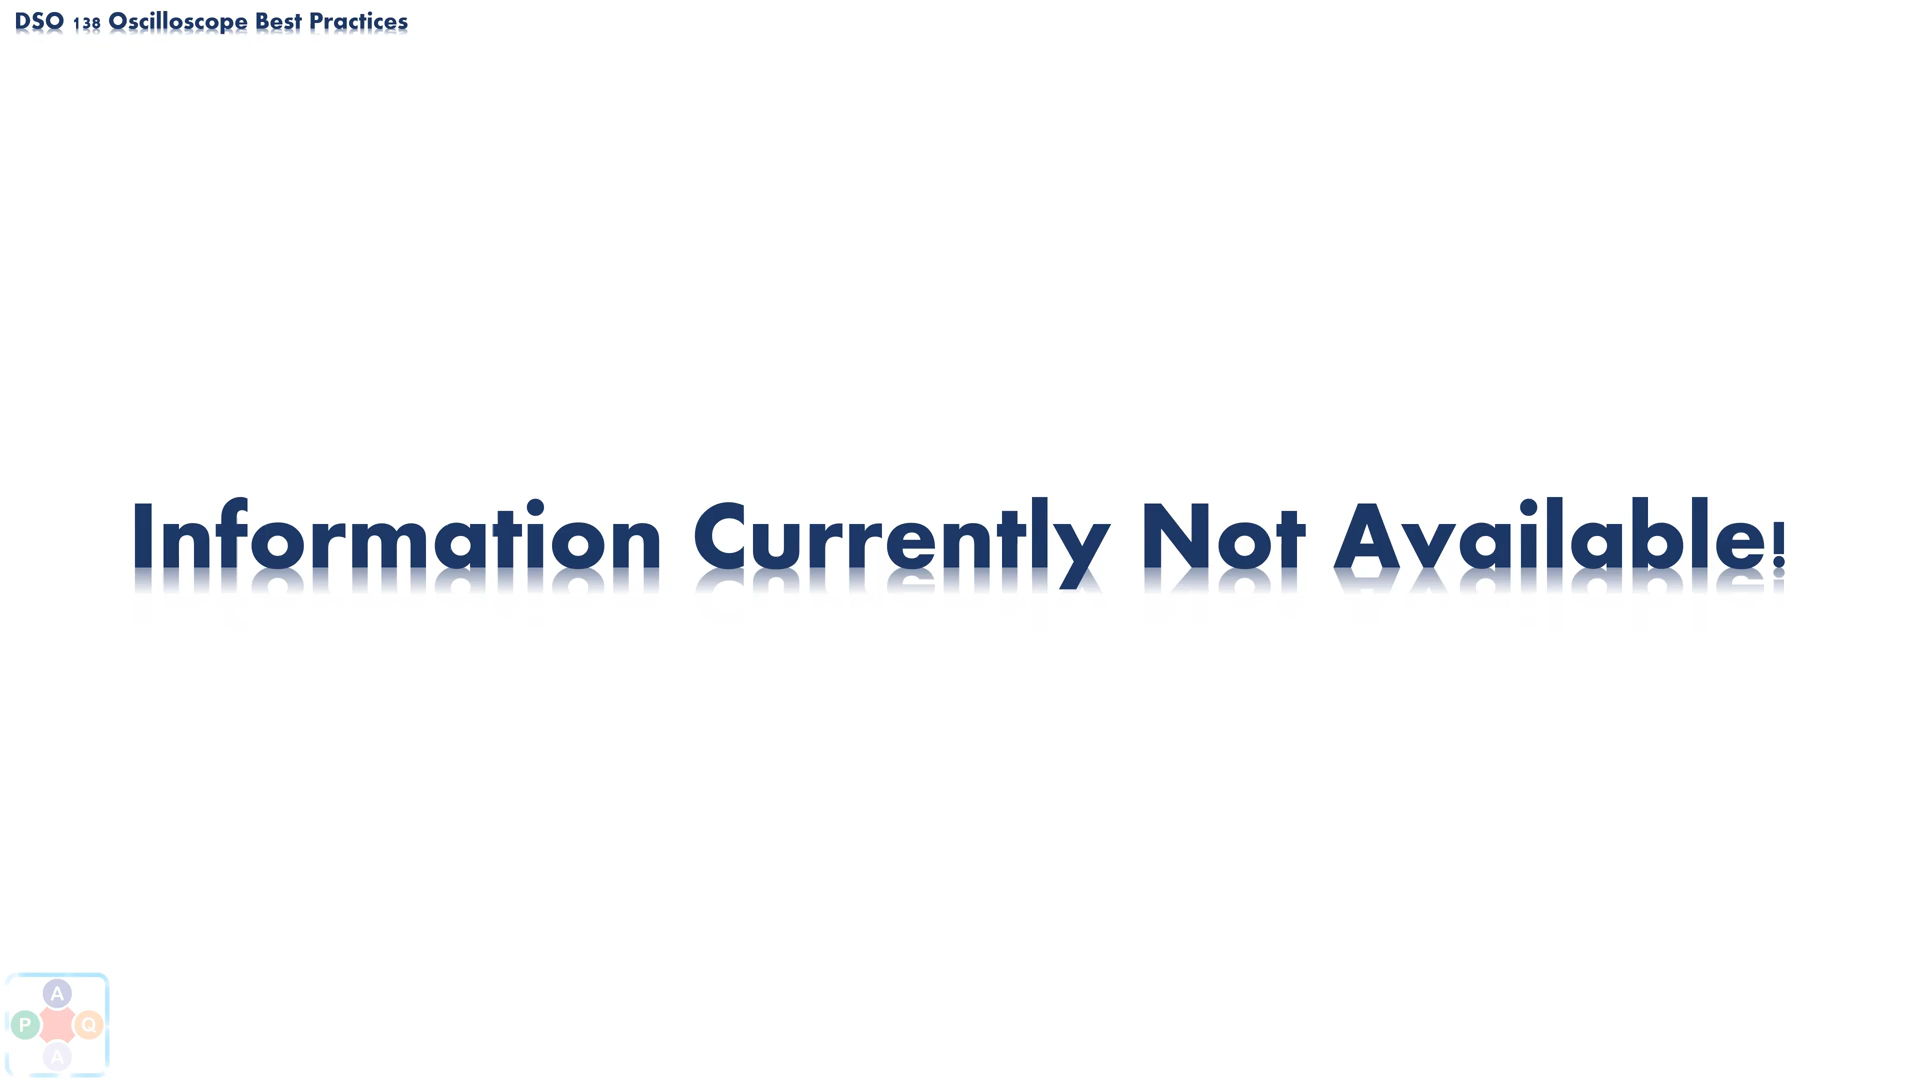 DSO 138 Oscilloscope Best Practices
Information Currently Not Available!
A
P Q
A